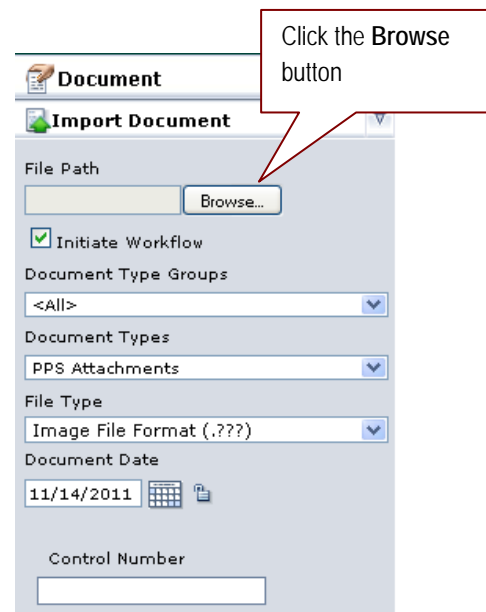 Click the Browse
button
Document
Import Document
File Path
Browse...
Initiate Workflow
Document Type Groups
<All>
Document Types
PPS Attachments
File Type
Image File Format (.???)
Document Date
11/14/2011
Control Number